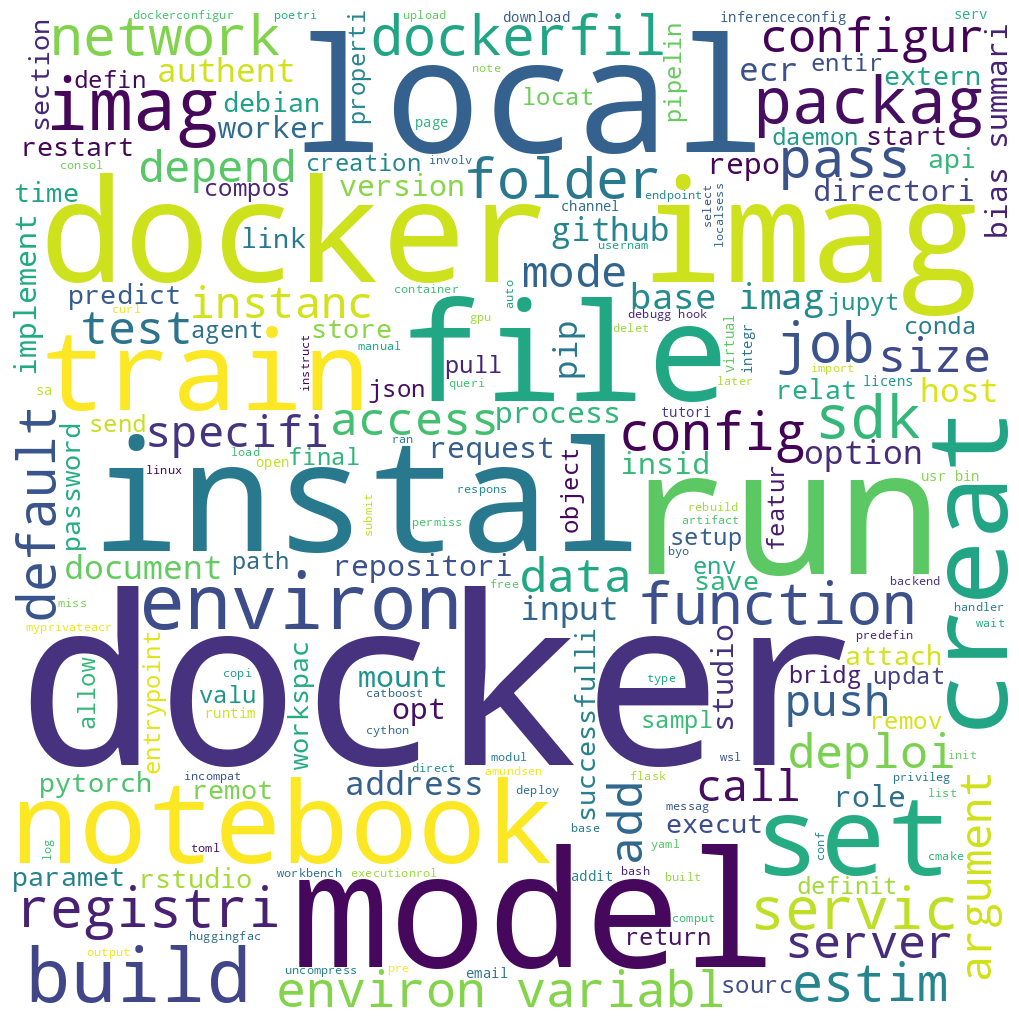 dockerconfigur poetri upload download inferenceconfig serv
network local dockerfil configur
note
section defin authent properti pipelin ecr entir extern summari
imag debian locat packag
worker page daemon start
restart repo pass api
consol depend creation involv folder
compos version channel endpoint select localsess directori bias
time docker imag
link github
usernam
implement predict instanc container mode auto base imag jupyt
curl debugg hook conda
test agent store file gpu pip delet virtual integr job size
manual pull
sa train instruct json queri later import
relat licens host
send access process tutori sdk
default password specifi ran request config option
load open final insid
linux instal respons object featur run usr bin creat
submit permiss rebuild
artifact
setup
document path repositori byo env
data save
miss free backend
environ input function handler
myprivateacr wait
docker predefin
allow entrypoint copi workspac mount successfulli studio attach
valu catboost type bridg updat
runtim opt sampl push remov
cython
modul wsl deploi init
pytorch incompat direct amundsen flask privileg
remot address deploy add call role list
notebook messag
log toml base execut set conf
yaml cmake
workbench executionrol model addit bash built definit argument
paramet rstudio
registri comput servic
huggingfac return
output server
build uncompress pre email sourc estim
environ variabl